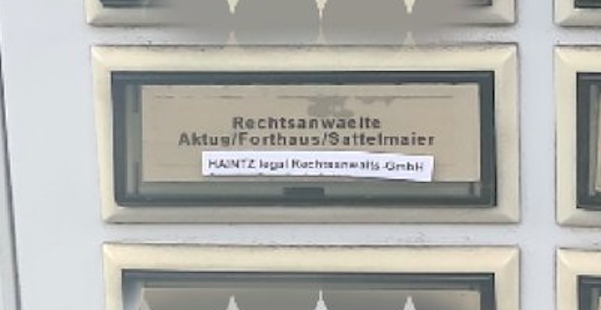 Rechtsanwaelte
Aktug/Forthaus/Sattelmaier
HAINTZ legal Rechtsanwalts-GmbH